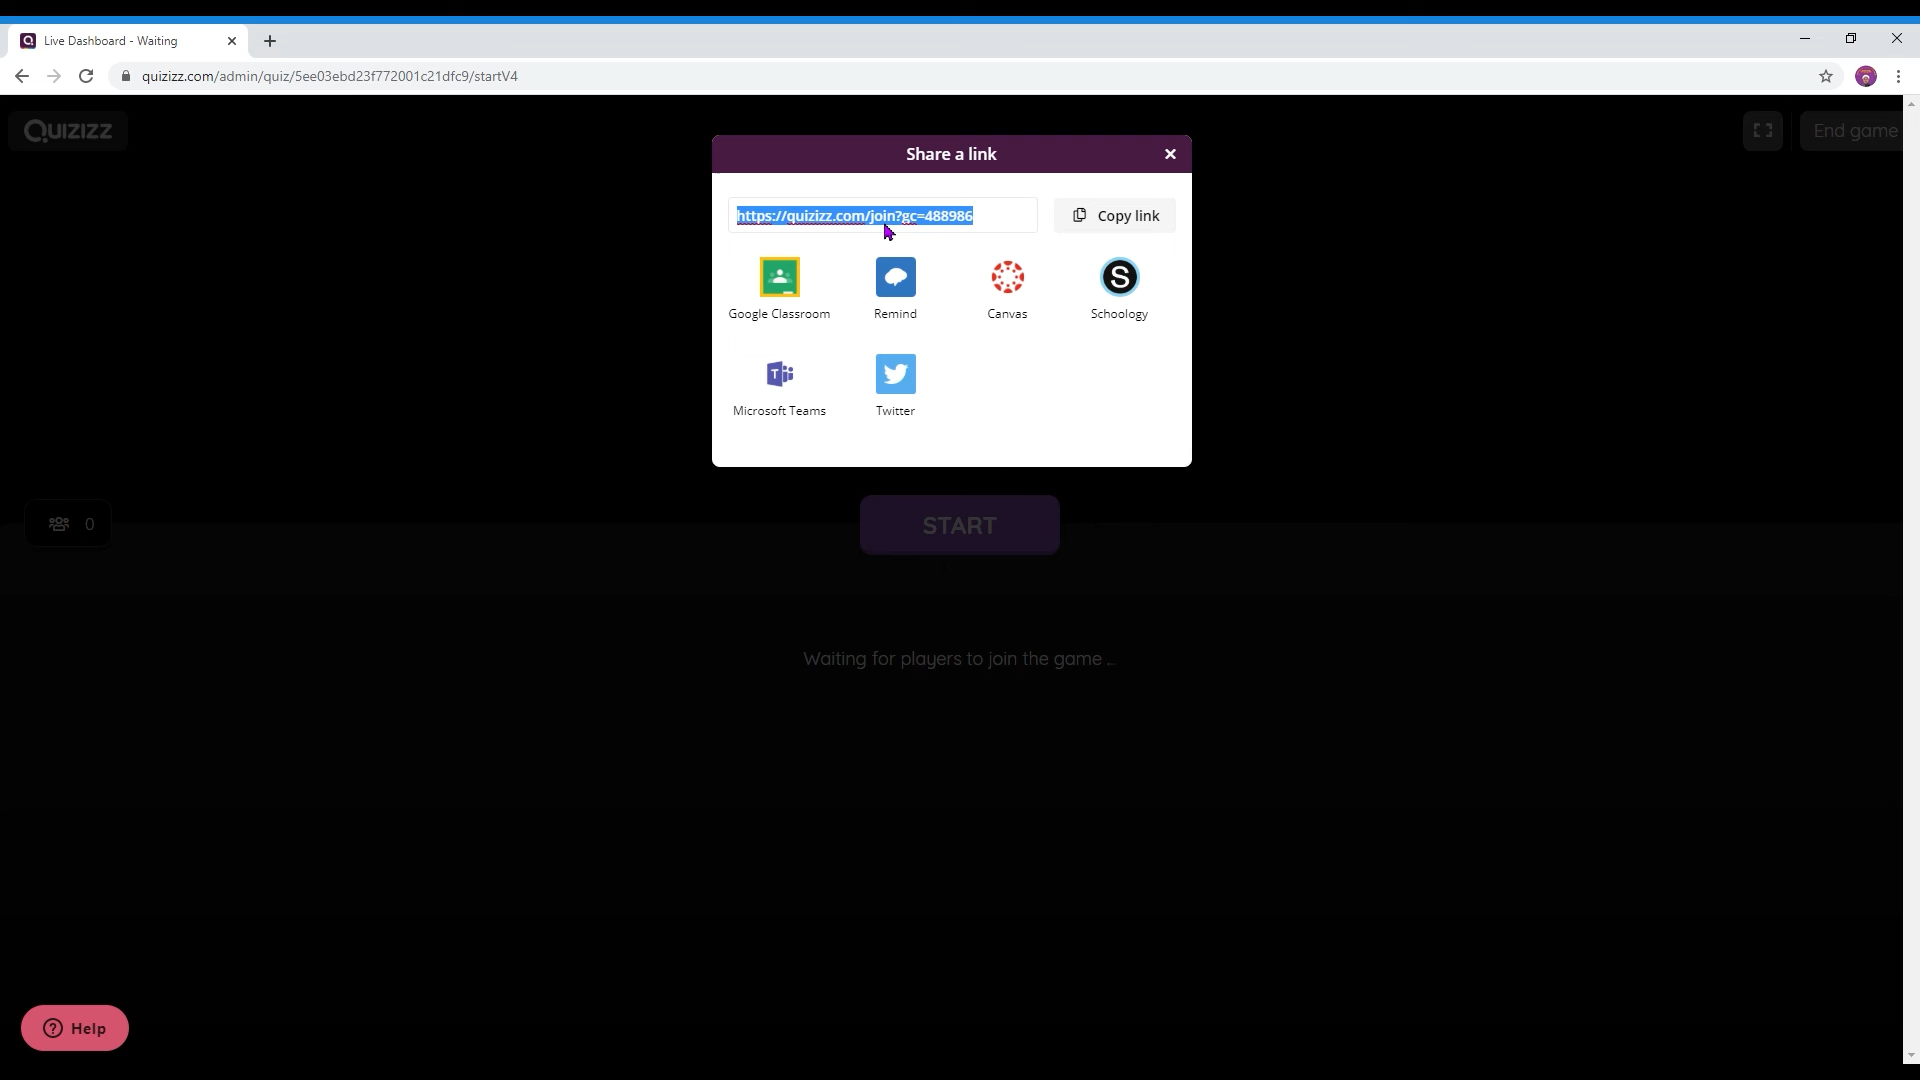 Live Dashboard - Waiting
quizizz.com/admin/quiz/5ee03ebd23f772001c21dfc9/startV4
Quizizz
End game
Share a link
https://quizizz.com/join?gc=488986
Copy link
Google Classroom
Remind
Canvas
S
Schoology
T
Microsoft Teams
Twitter
0
START
Waiting for players to join the game ..
Help